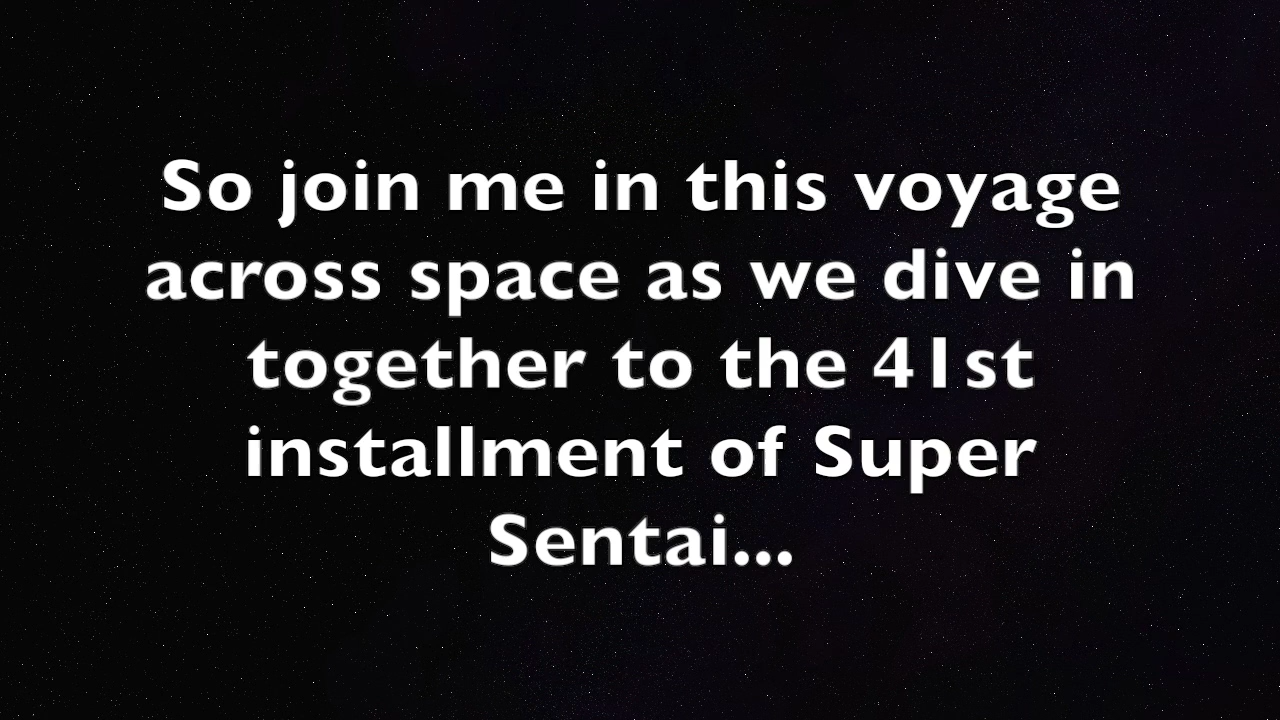 So join me in this voyage
across space as we dive in
together to the 41st
installment of Super
Sentai...